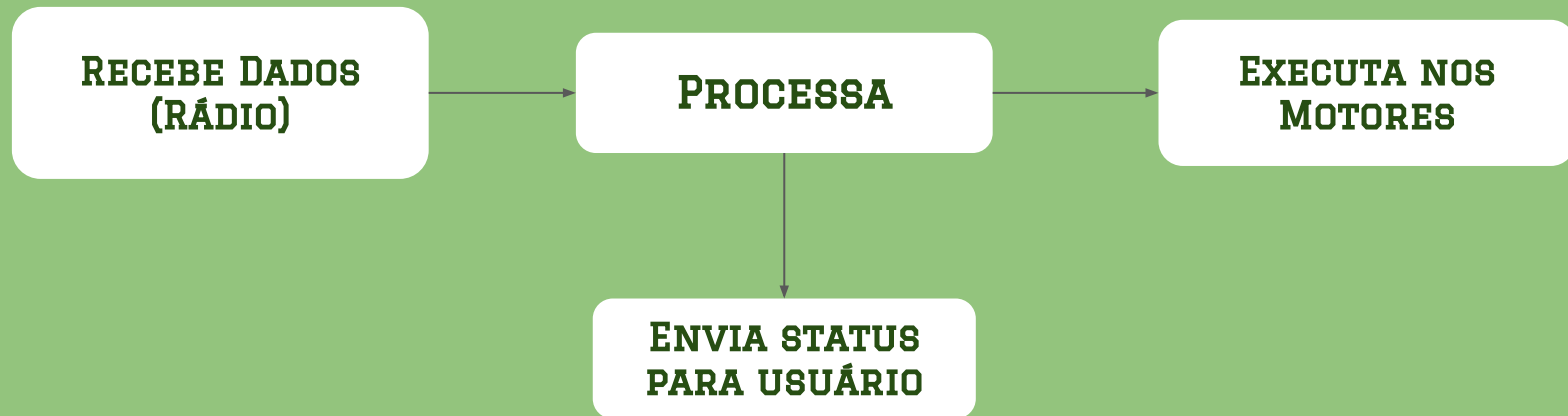 Recebe Dados
(Rádio)
Processa
Executa nos
Motores
Envia status
para usuário